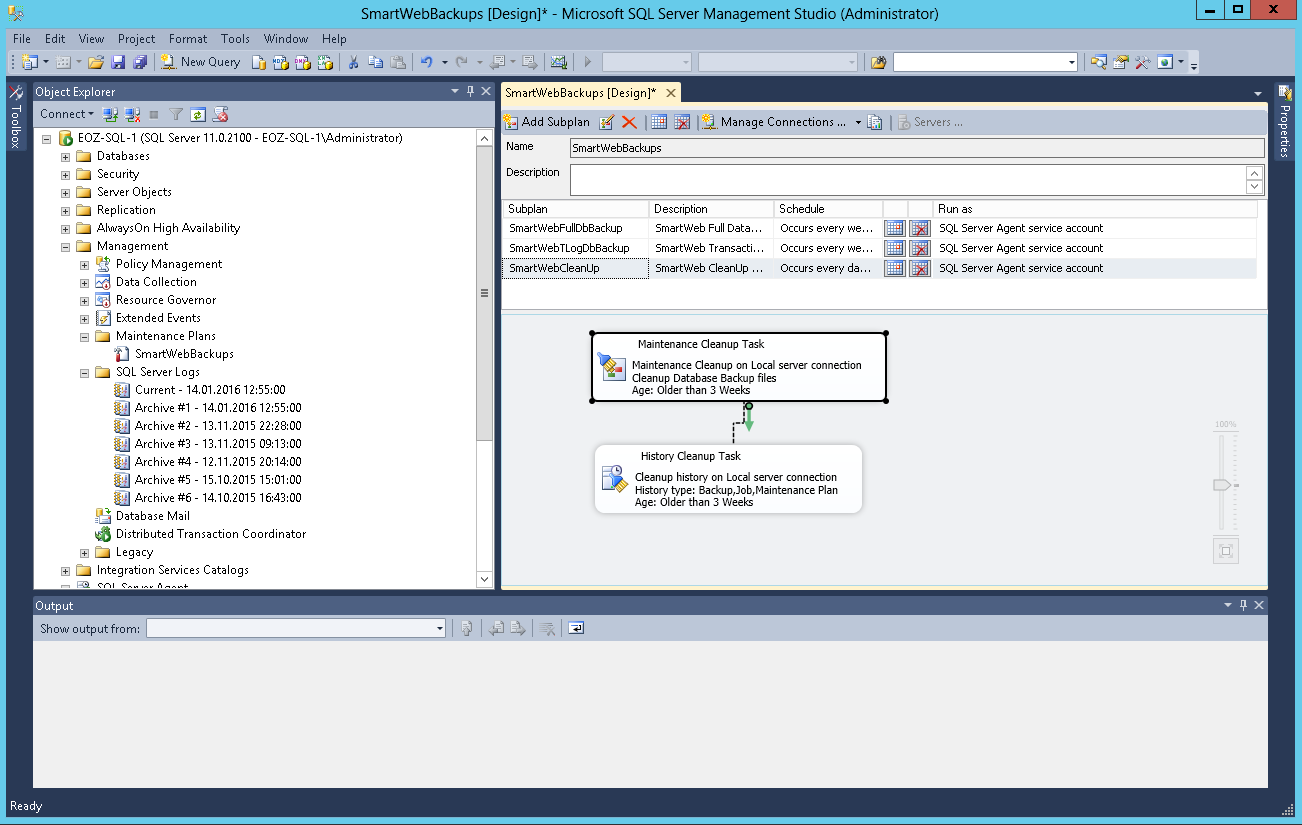 SmartWebBackups [Design]* - Microsoft SQL Server Management Studio (Administrator)
File Edit View Project Format Tools Window Help
New Query
Toolbox
Object Explorer
Connect
EOZ-SQL-1 (SQL Server 11.0.2100 - EOZ-SQL-1\Administrator)
Databases
Security
Server Objects
Replication
AlwaysOn High Availability
Management
Policy Management
Data Collection
Resource Governor
Extended Events
Maintenance Plans
SmartWebBackups
SQL Server Logs
Current - 14.01.2016 12:55:00
Archive #1 - 14.01.2016 12:55:00
Archive #2 - 13.11.2015 22:28:00
Archive #3 - 13.11.2015 09:13:00
Archive #4 - 12.11.2015 20:14:00
Archive #5 - 15.10.2015 15:01:00
Archive #6 - 14.10.2015 16:43:00
Database Mail
Distributed Transaction Coordinator
Legacy
Integration Services Catalogs
SQL Server Agent
SmartWebBackups [Design]*
Add Subplan Manage Connections ... Servers ...
Name SmartWebBackups
Description
Subplan Description Schedule Run as
SmartWebFullDbBackup SmartWeb Full Data... Occurs every we... SQL Server Agent service account
SmartWebTLogDbBackup SmartWeb Transacti... Occurs every we... SQL Server Agent service account
SmartWebCleanUp SmartWeb CleanUp ... Occurs every da... SQL Server Agent service account
Maintenance Cleanup Task
Maintenance Cleanup on Local server connection
Cleanup Database Backup files
Age: Older than 3 Weeks
History Cleanup Task
Cleanup history on Local server connection
History type: Backup,Job,Maintenance Plan
Age: Older than 3 Weeks
100%
Properties
Output
Show output from:
Ready